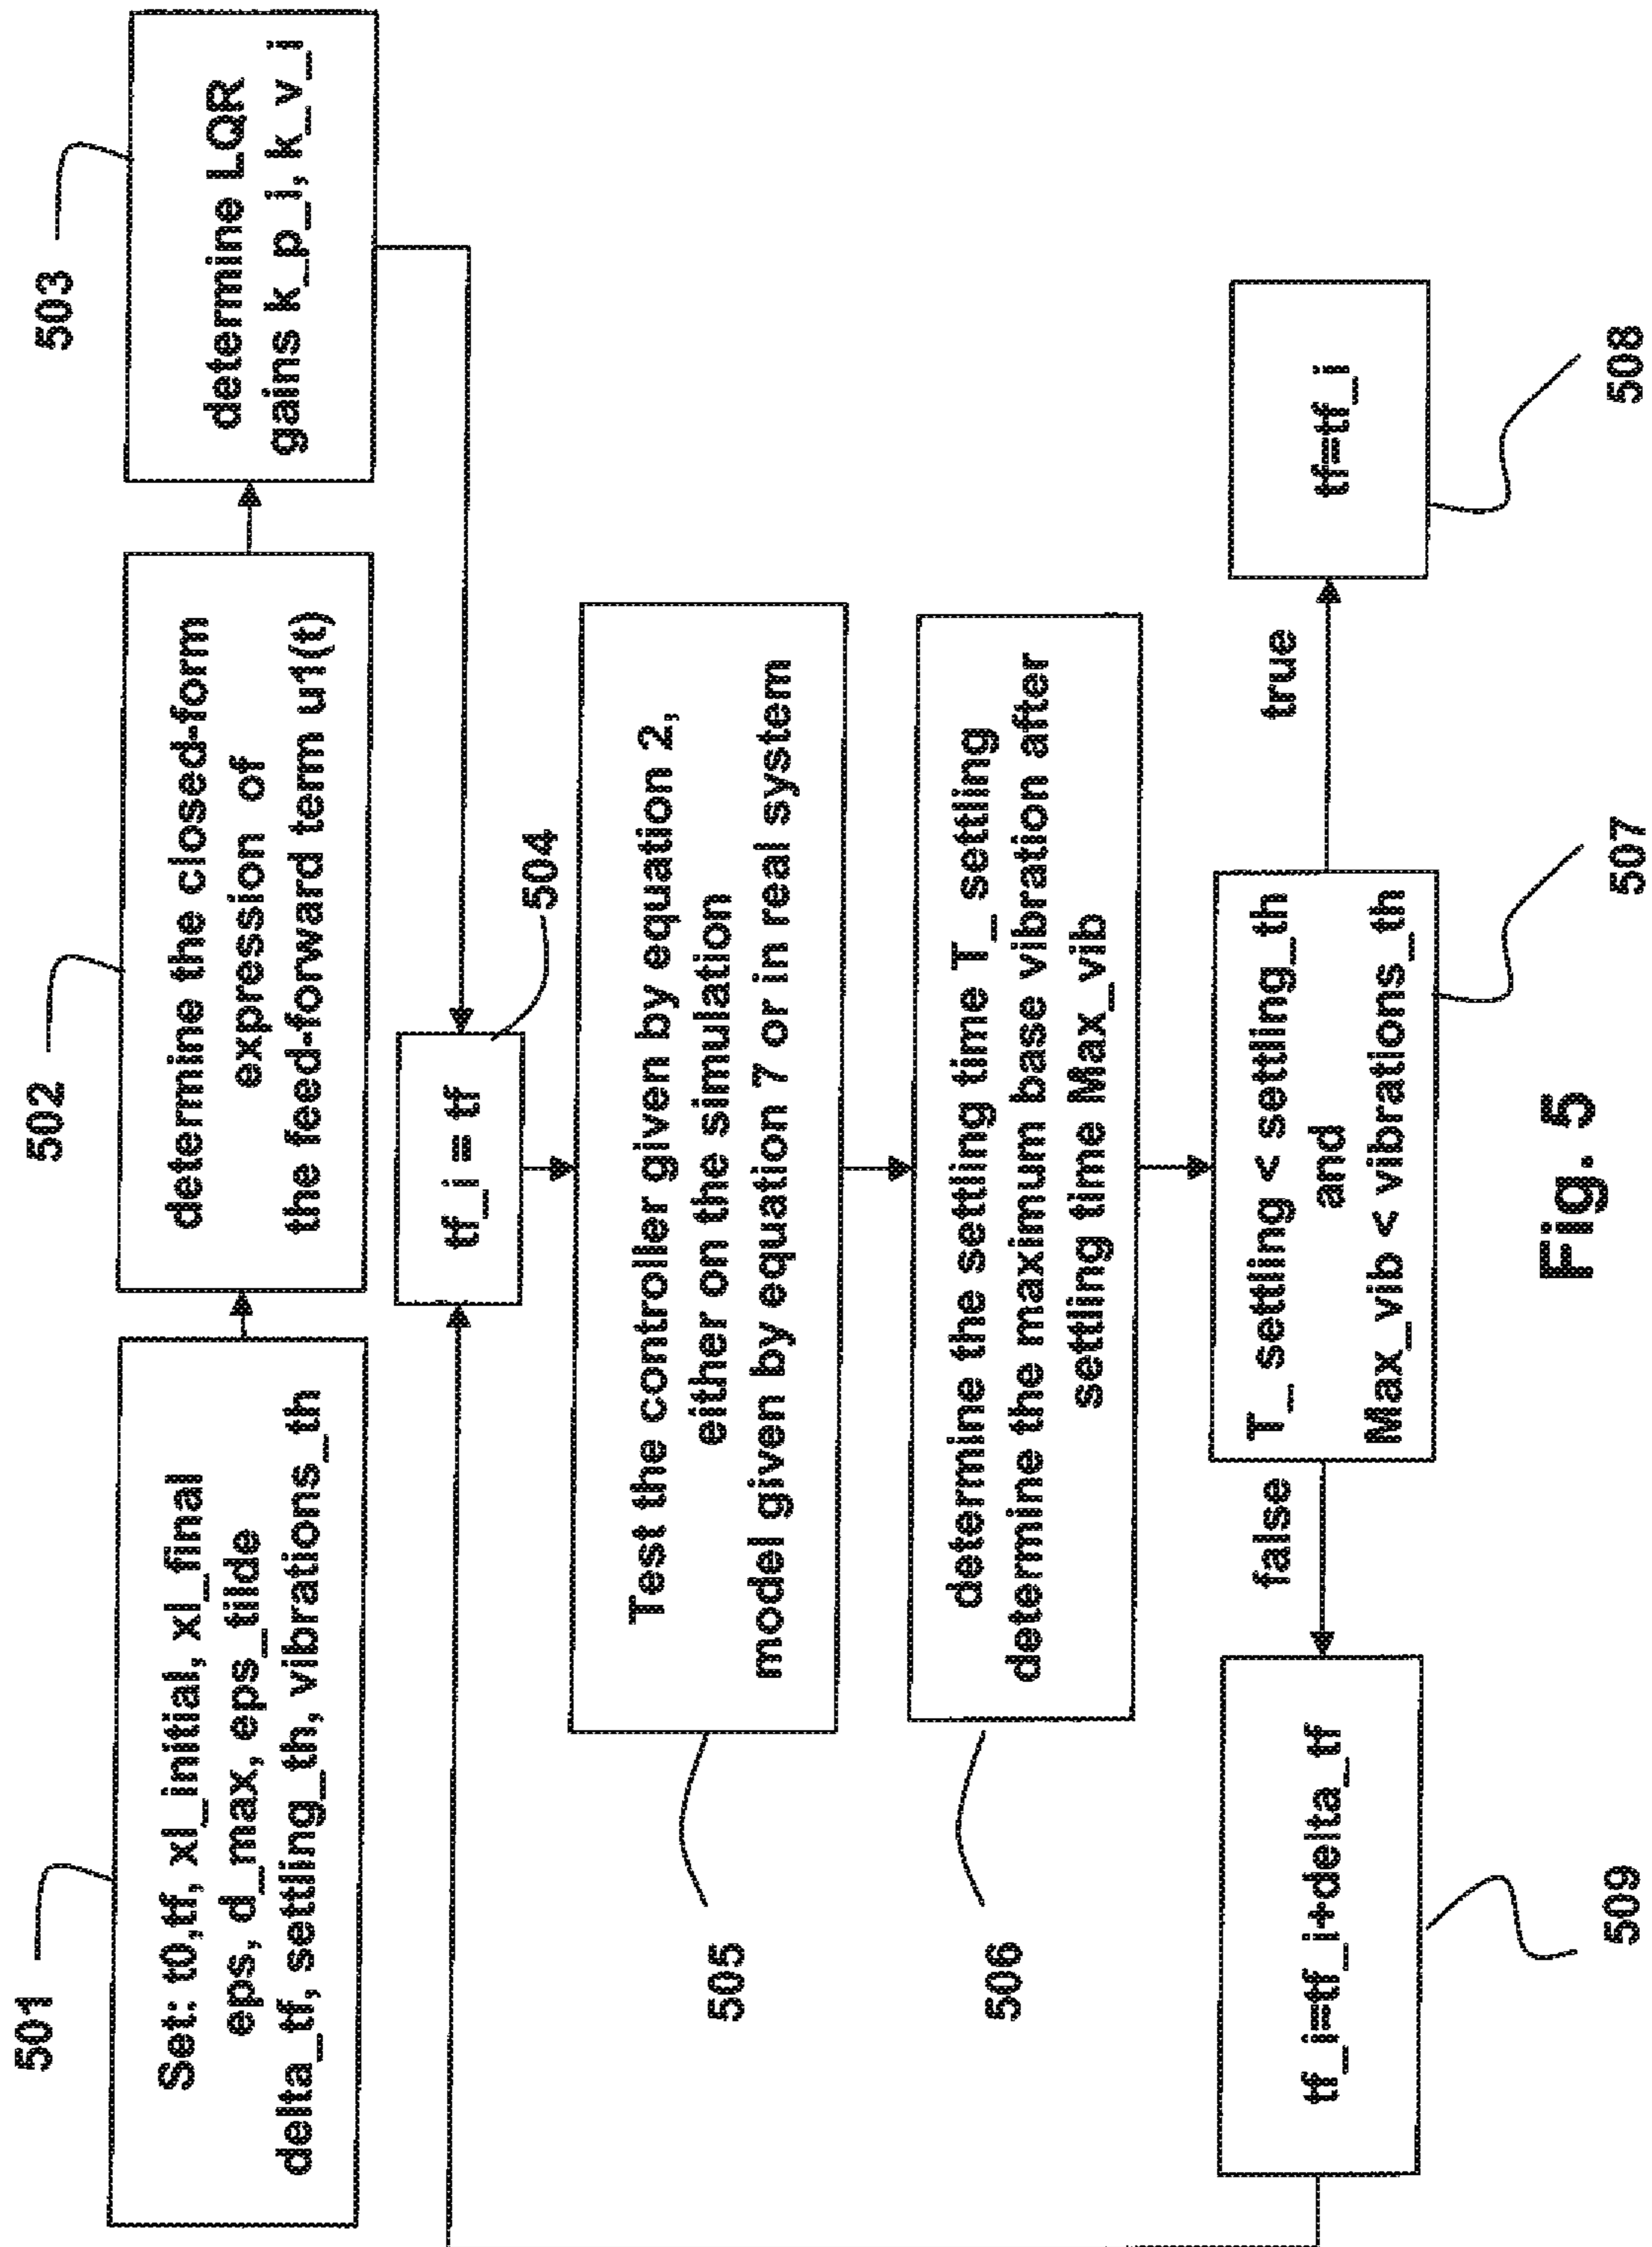 501
Set: t0,tf, xl_initial, xl_final
eps, d_max, eps_tilde
delta_tf, settling_th, vibrations_th
502
determine the closed-form
expression of
the feed-forward term u1(t)
503
determine LQR
gains k_p_i, k_v_i
tf_i = tf
504
505
Test the controller given by equation 2,
either on the simulation
model given by equation 7 or in real system
506
determine the settling time T_settling
determine the maximum base vibration after
settling time Max_vib
T_settling < settling_th
and
Max_vib < vibrations_th
507
false
true
tf_i=tf_i+delta_tf
509
tf=tf_i
508
Fig. 5